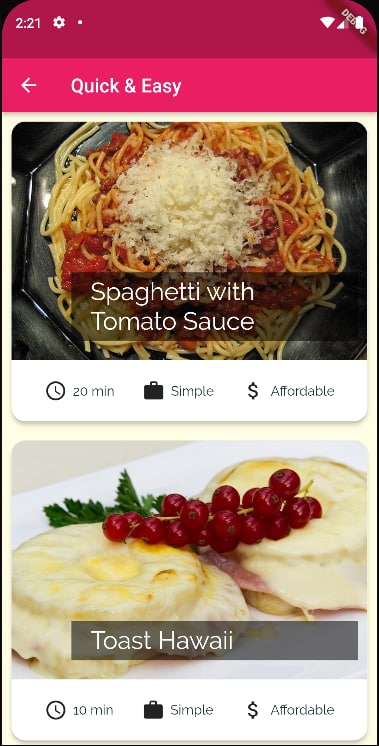 2:21
DEBUG
Quick & Easy
Spaghetti with
Tomato Sauce
20 min Simple Affordable
Toast Hawaii
10 min Simple Affordable